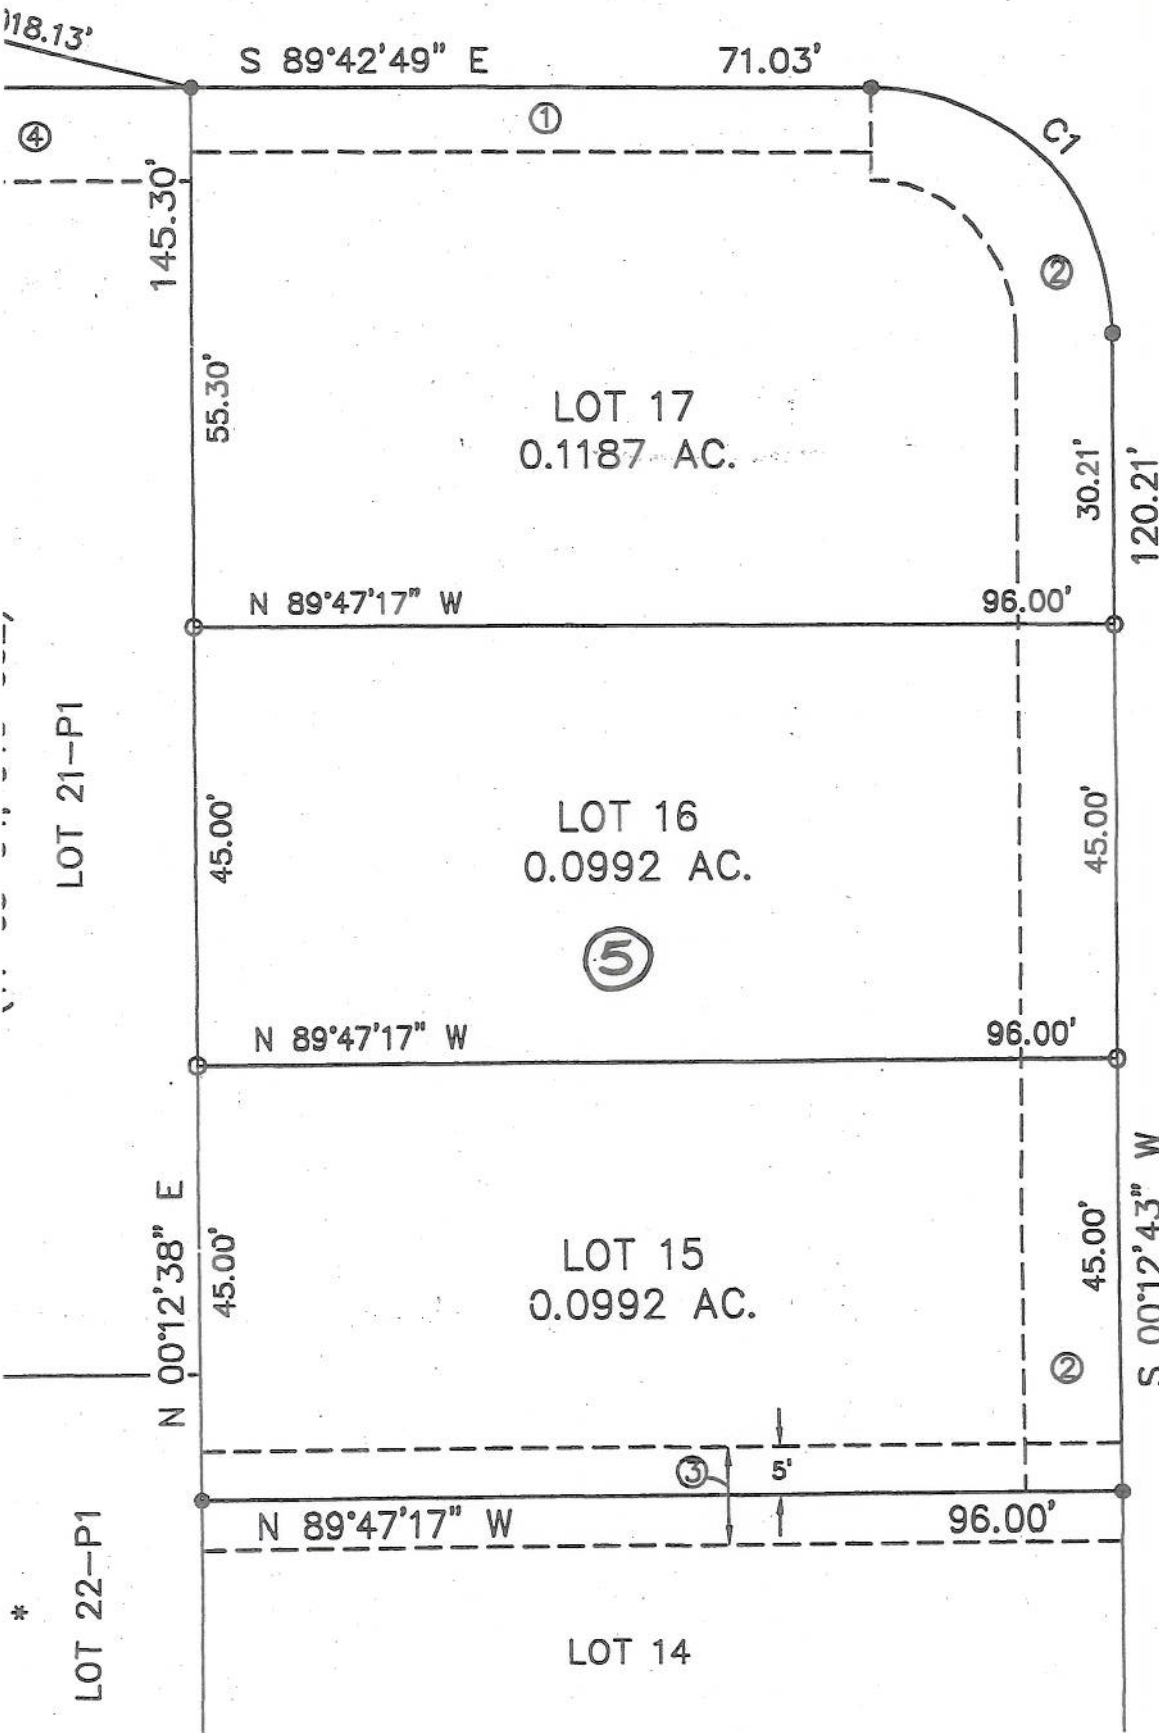 018.13'
S 89°42'49" E 71.03'
①
④
C1
145.30'
②
55.30'
LOT 17
0.1187 AC.
30.21'
120.21'
N 89°47'17" W 96.00'
LOT 21-P1
45.00'
LOT 16
0.0992 AC.
45.00'
⑤
N 89°47'17" W 96.00'
N 00°12'38" E
45.00'
LOT 15
0.0992 AC.
45.00'
S 00°12'43" W
②
③
5'
N 89°47'17" W 96.00'
*
LOT 22-P1
LOT 14